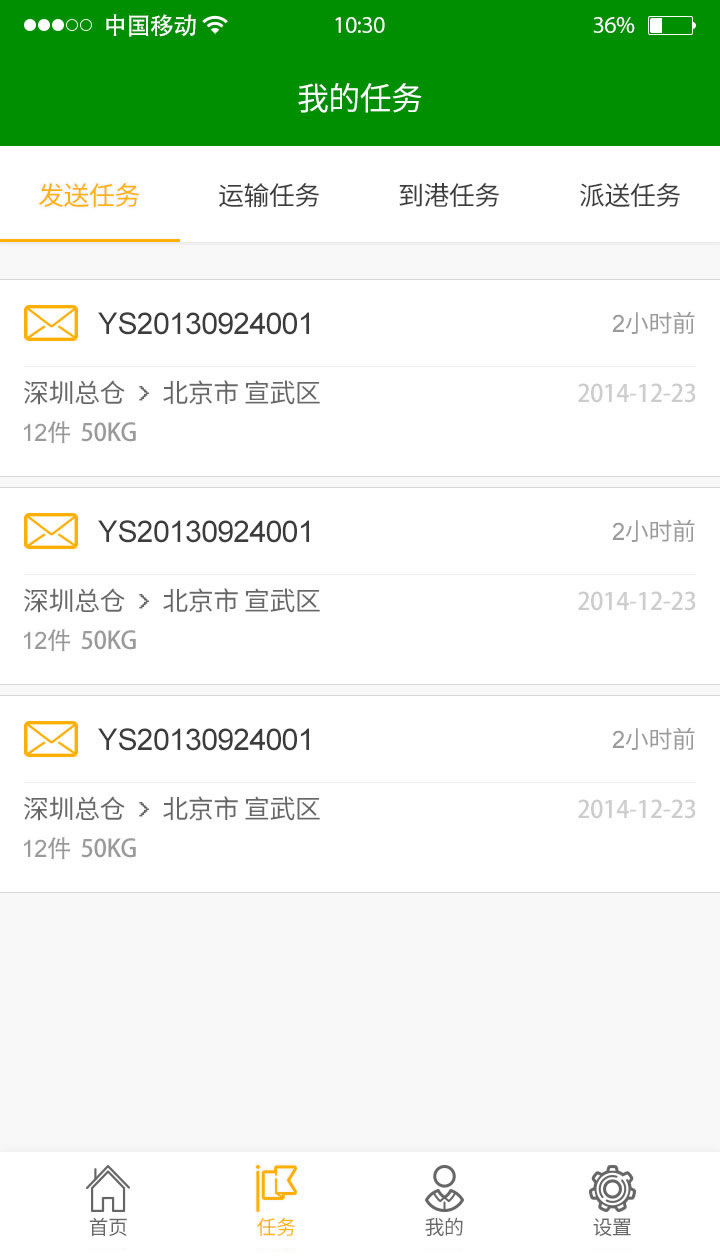 中国移动 10:30 36%
我的任务
发送任务 运输任务 到港任务 派送任务
YS20130924001 2小时前
深圳总仓 > 北京市 宣武区 2014-12-23
12件 50KG
YS20130924001 2小时前
深圳总仓 > 北京市 宣武区 2014-12-23
12件 50KG
YS20130924001 2小时前
深圳总仓 > 北京市 宣武区 2014-12-23
12件 50KG
首页 任务 我的 设置